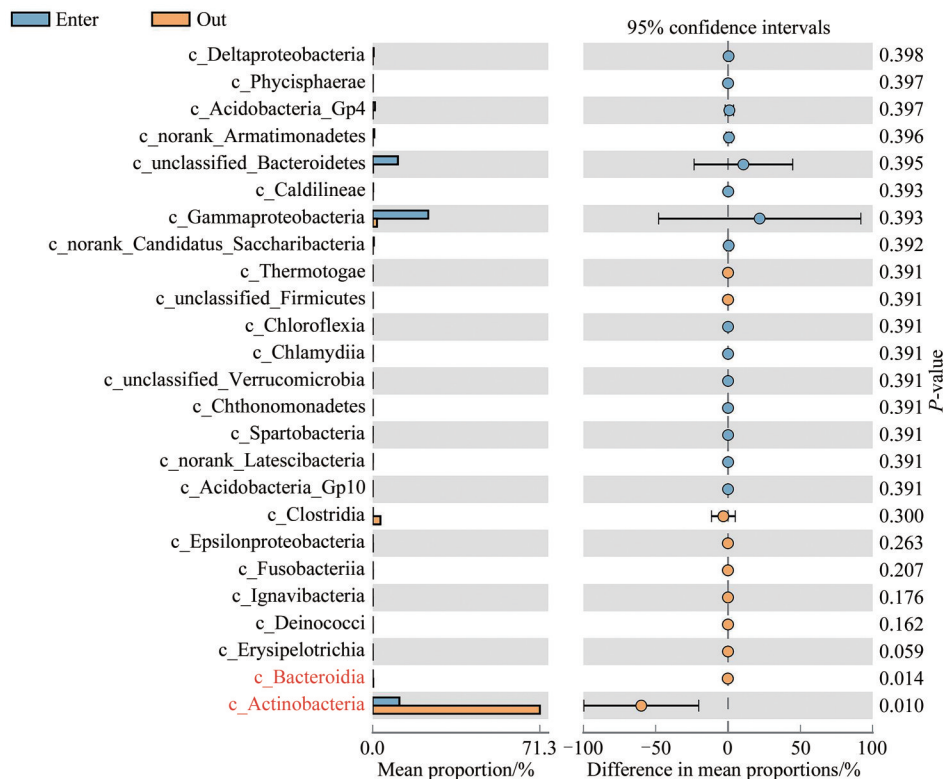 Enter Out
95% confidence intervals
c_Deltaproteobacteria 0.398
c_Phycisphaerae 0.397
c_Acidobacteria_Gp4 0.397
c_norank_Armatimonadetes 0.396
c_unclassified_Bacteroidetes 0.395
c_Caldilineae 0.393
c_Gammaproteobacteria 0.393
c_norank_Candidatus_Saccharibacteria 0.392
c_Thermotogae 0.391
c_unclassified_Firmicutes 0.391
c_Chloroflexia 0.391
c_Chlamydiia 0.391
c_unclassified_Verrucomicrobia 0.391
c_Chthonomonadetes 0.391
c_Spartobacteria 0.391
c_norank_Latescibacteria 0.391
c_Acidobacteria_Gp10 0.391
c_Clostridia 0.300
c_Epsilonproteobacteria 0.263
c_Fusobacteriia 0.207
c_Ignavibacteria 0.176
c_Deinococci 0.162
c_Erysipelotrichia 0.059
c_Bacteroidia 0.014
c_Actinobacteria 0.010
P-value
0.0 71.3 −100 −50 0 50 100
Mean proportion/% Difference in mean proportions/%